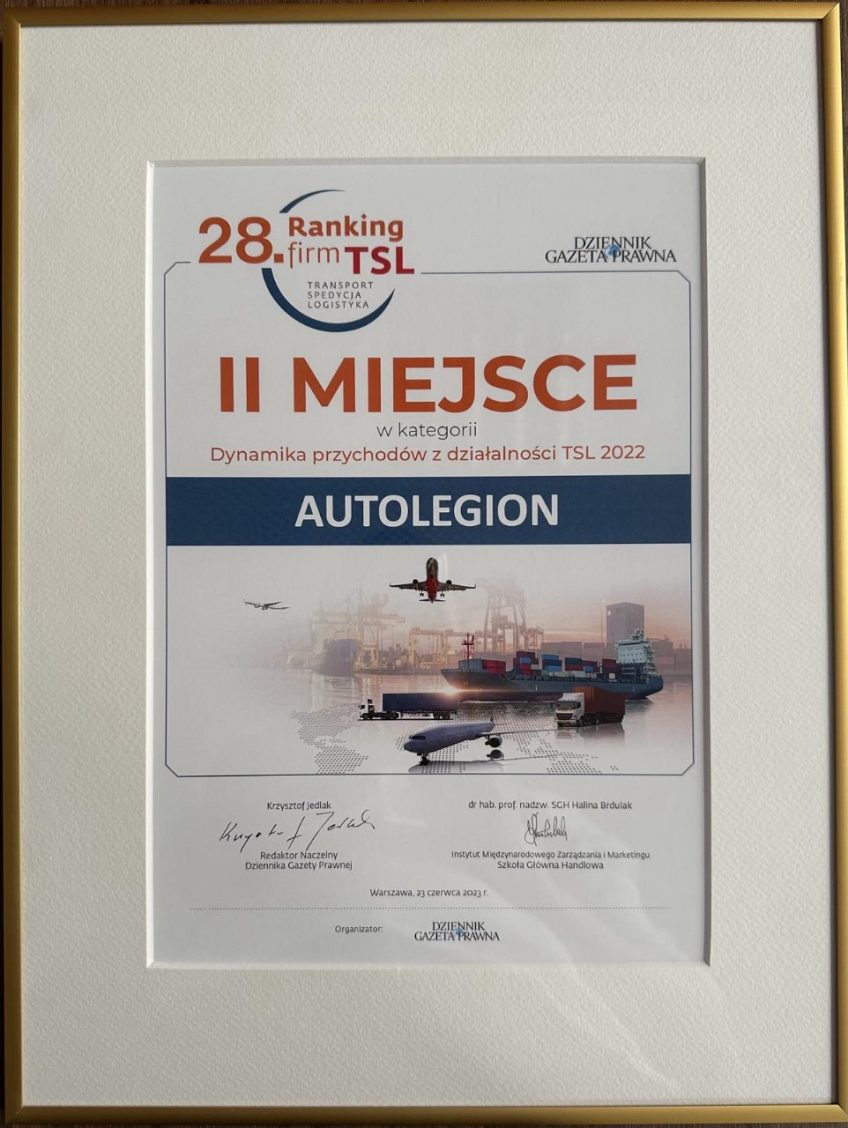 28. Ranking
firm TSL
TRANSPORT
SPEDYCJA
LOGISTYKA
DZIENNIK
GAZETA PRAWNA
II MIEJSCE
w kategorii
Dynamika przychodów z działalności TSL 2022
AUTOLEGION
Krzysztof Jedlak
Redaktor Naczelny
Dziennika Gazety Prawnej
dr hab. prof. nadzw. SGH Halina Brdulak
Instytut Międzynarodowego Zarządzania i Marketingu
Szkoła Główna Handlowa
Warszawa, 23 czerwca 2023 r.
Organizator:
DZIENNIK
GAZETA PRAWNA